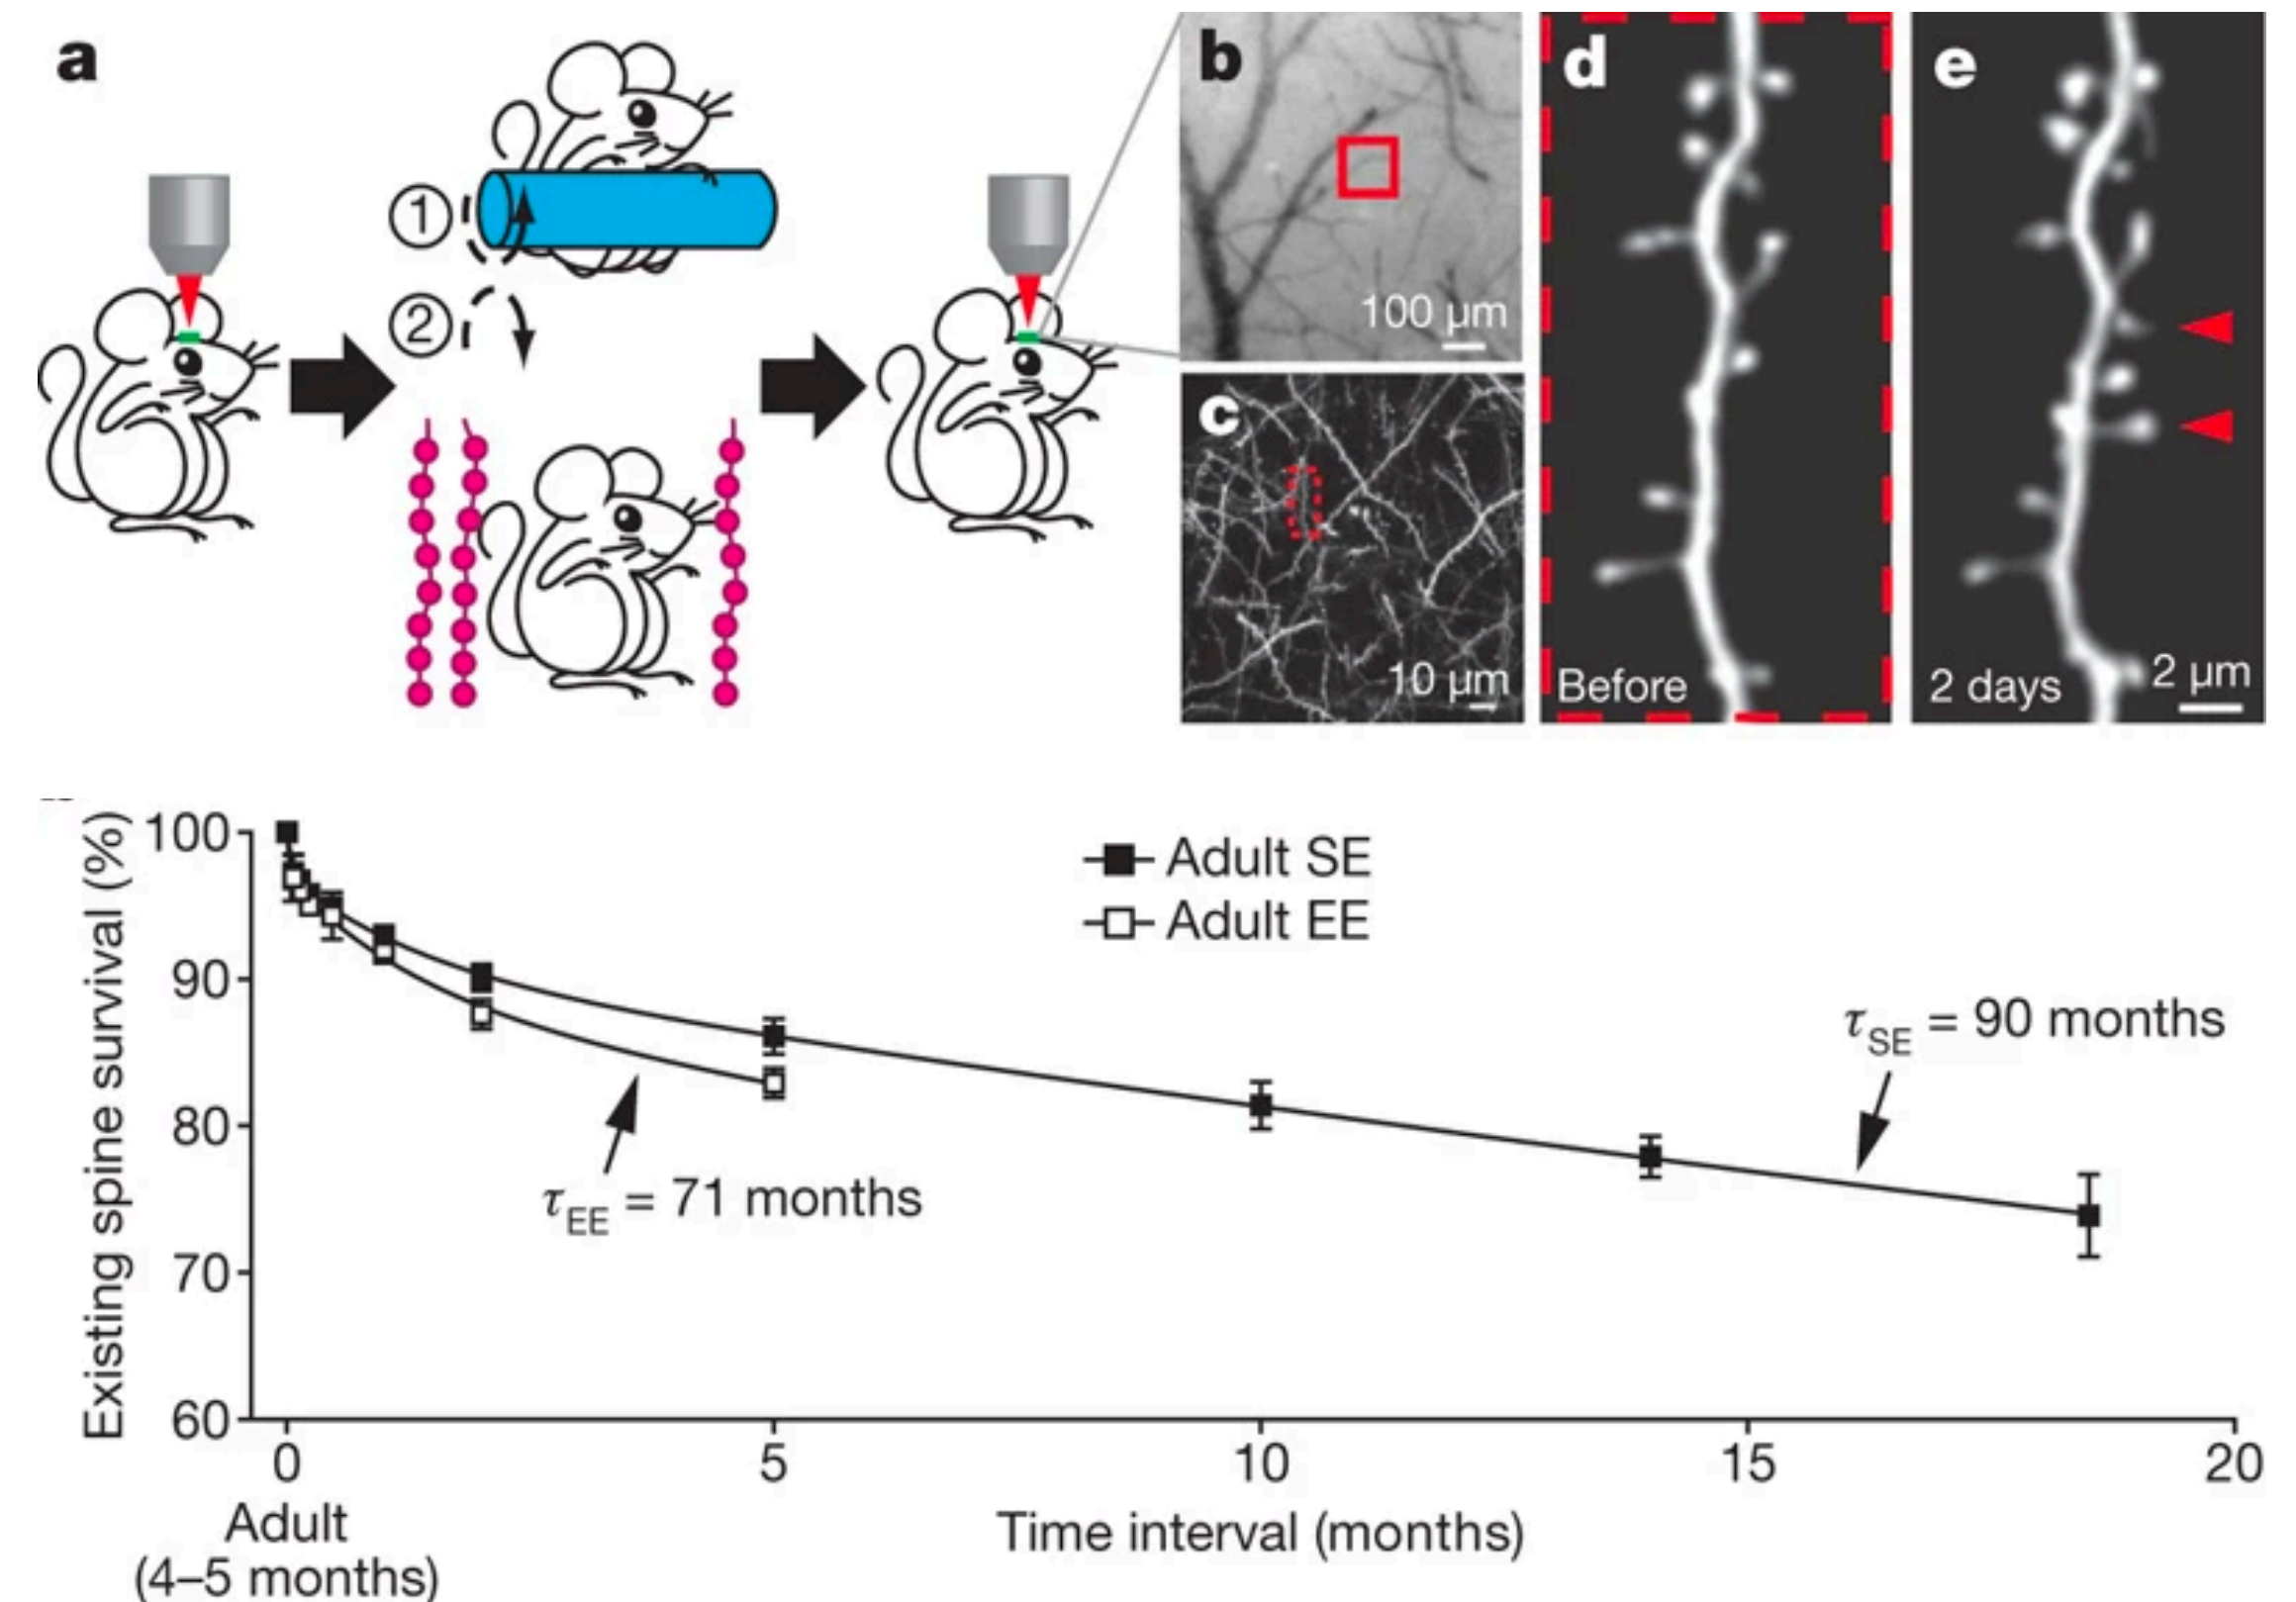 a
1
2
b
100 µm
c
10 µm
d
Before
e
2 days
2 µm
Existing spine survival (%)
100
90
80
70
60
Adult SE
Adult EE
τSE = 90 months
τEE = 71 months
0
5
10
15
20
Adult
(4–5 months)
Time interval (months)